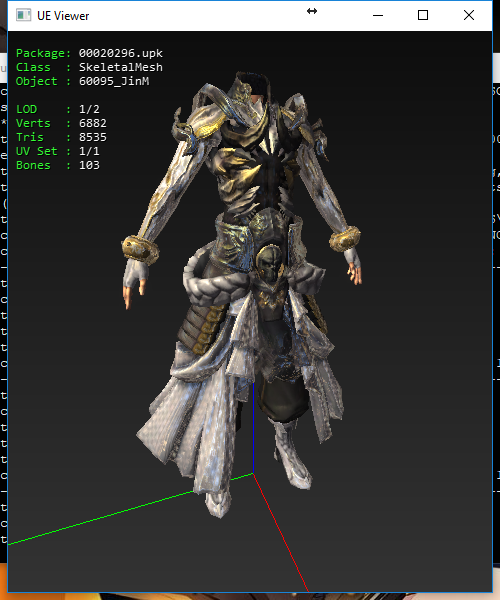 UE Viewer
Package: 00020296.upk
Class : SkeletalMesh
Object : 60095_JinM
LOD : 1/2
Verts : 6882
Tris : 8535
UV Set : 1/1
Bones : 103